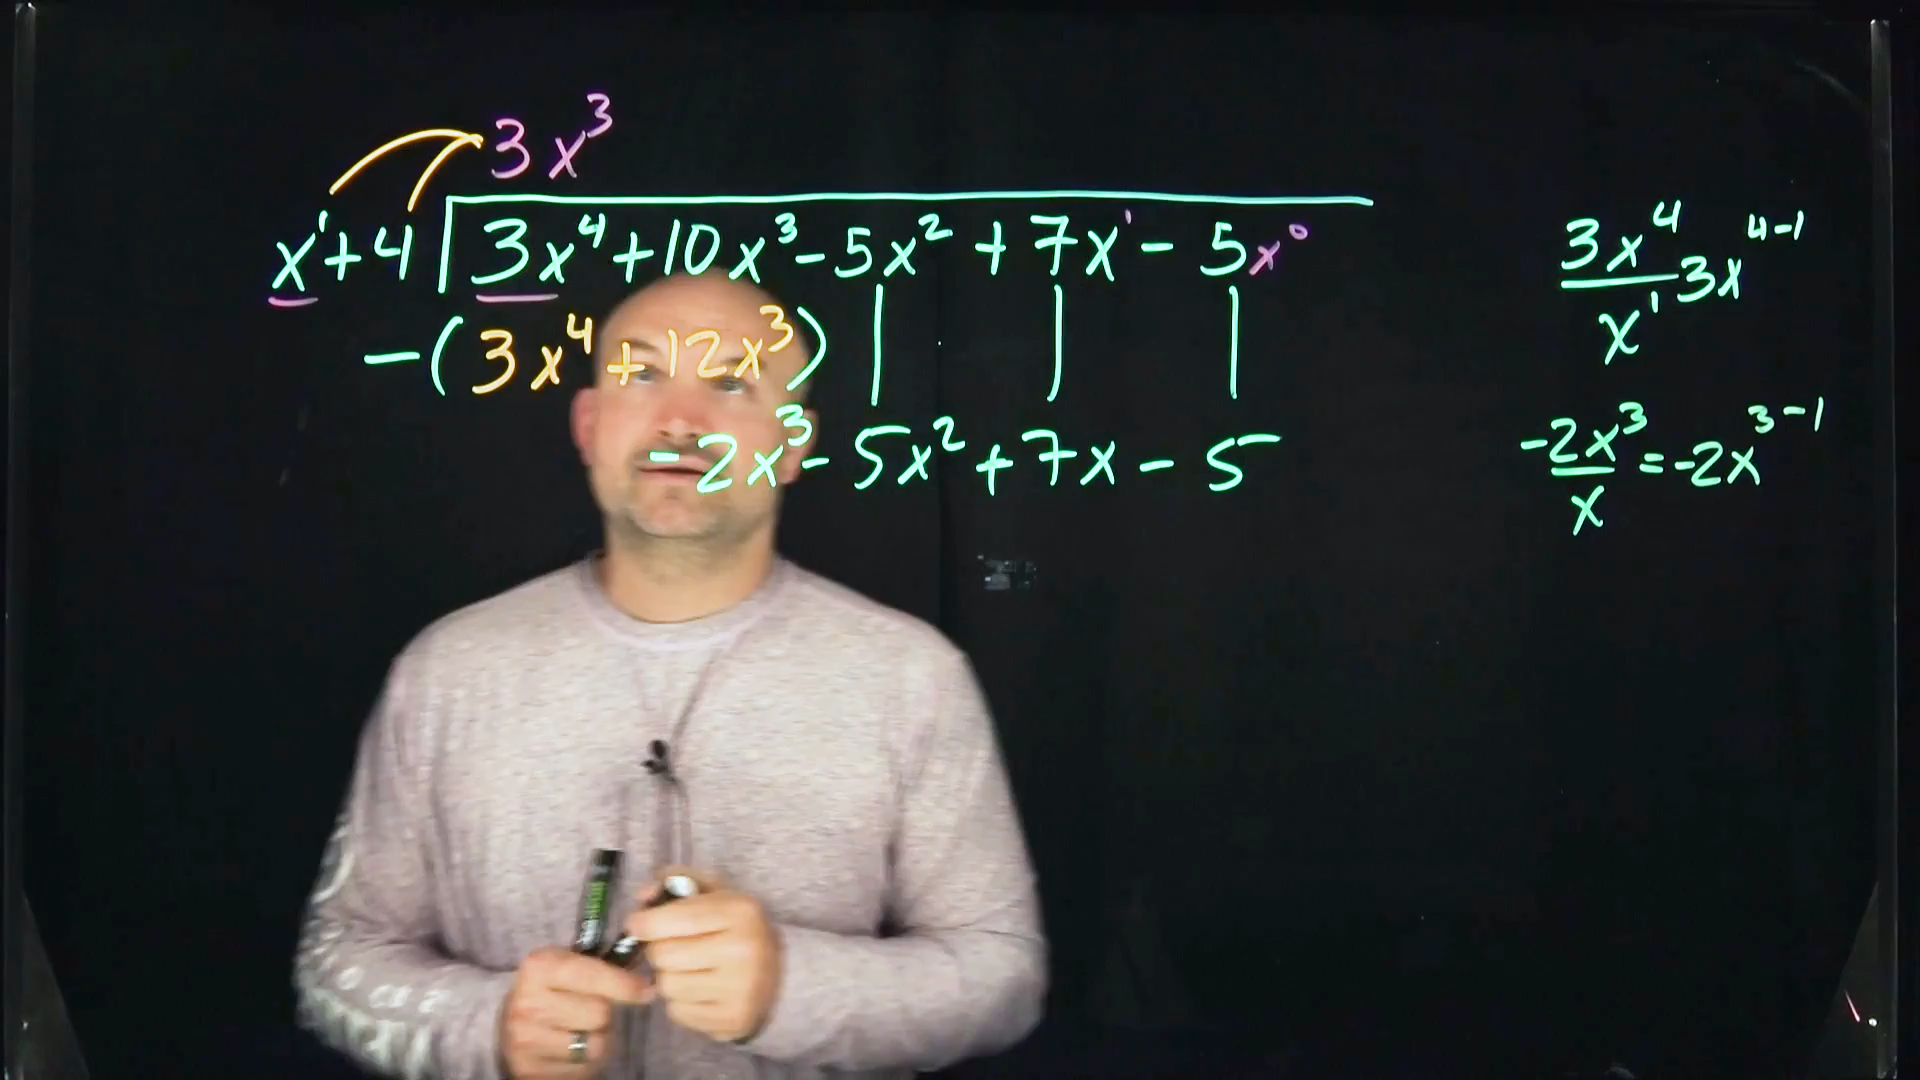 3x³
x¹+4 3x⁴+10x³-5x²+7x¹-5x⁰
-(3x⁴+12x³)
-2x³-5x²+7x-5
3x⁴/x¹ 3x⁴⁻¹
-2x³/x=-2x³⁻¹